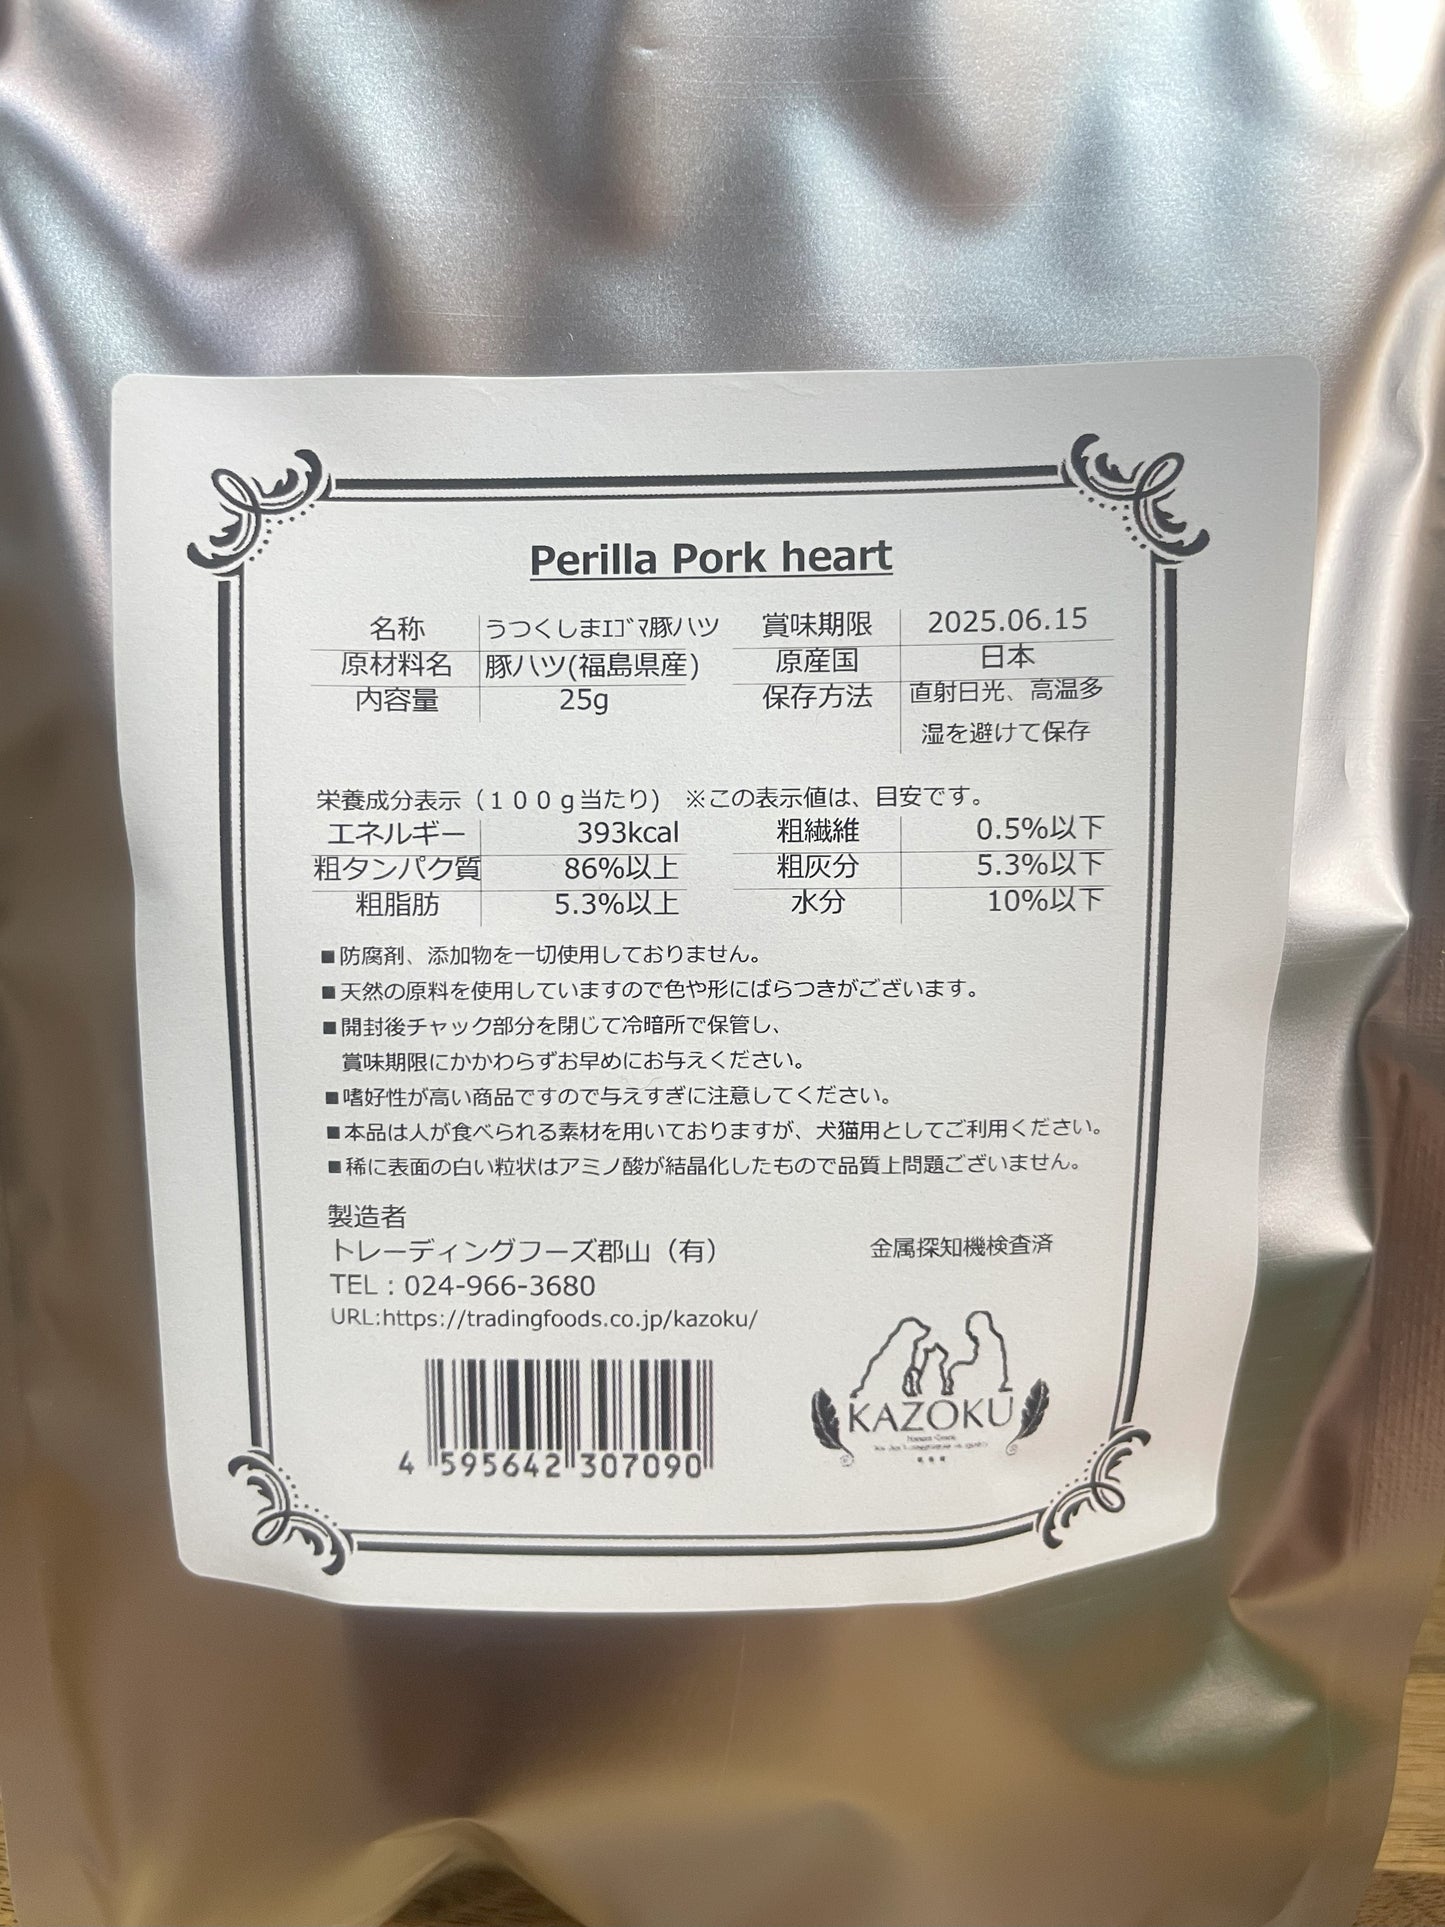 Perilla Pork heart
名称 うつくしまｴｺﾞﾏ豚ハツ 賞味期限 2025.06.15
原材料名 豚ハツ(福島県産) 原産国 日本
内容量 25g 保存方法 直射日光、高温多
湿を避けて保存
栄養成分表示（１００ｇ当たり） ※この表示値は、目安です。
エネルギー 393kcal 粗繊維 0.5%以下
粗タンパク質 86%以上 粗灰分 5.3%以下
粗脂肪 5.3%以上 水分 10%以下
■防腐剤、添加物を一切使用しておりません。
■天然の原料を使用していますので色や形にばらつきがございます。
■開封後チャック部分を閉じて冷暗所で保管し、
賞味期限にかかわらずお早めにお与えください。
■嗜好性が高い商品ですので与えすぎに注意してください。
■本品は人が食べられる素材を用いておりますが、犬猫用としてご利用ください。
■稀に表面の白い粒状はアミノ酸が結晶化したもので品質上問題ございません。
製造者
トレーディングフーズ郡山（有） 金属探知機検査済
TEL：024-966-3680
URL:https://tradingfoods.co.jp/kazoku/
KAZOKU
4 595642 307090